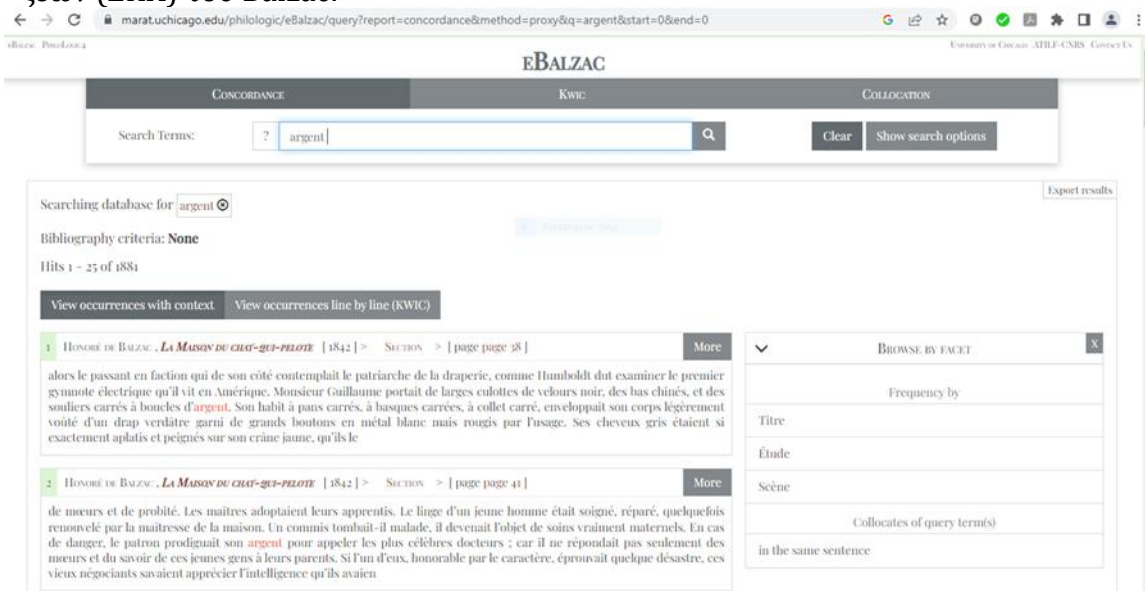 marat.uchicago.edu/philologic/eBalzac/query?report=concordance&method=proxy&q=argent&start=0&end=0
eBalzac PhiloLogic4
University of Chicago ATILF-CNRS Contact Us
eBalzac
Concordance Kwic Collocation
Search Terms: ? argent Clear Show search options
Export results
Searching database for argent
Bibliography criteria: None
Hits 1 - 25 of 1881
View occurrences with context View occurrences line by line (KWIC)
1 Honoré de Balzac, La Maison du chat-qui-pelote [1842] > Section > [page page 38] More
alors le passant en faction qui de son côté contemplait le patriarche de la draperie, comme Humboldt dut examiner le premier
gymnote électrique qu'il vit en Amérique. Monsieur Guillaume portait de larges culottes de velours noir, des bas chinés, et des
souliers carrés à boucles d'argent. Son habit à pans carrés, à basques carrées, à collet carré, enveloppait son corps légèrement
voûté d'un drap verdâtre garni de grands boutons en métal blanc mais rougis par l'usage. Ses cheveux gris étaient si
exactement aplatis et peignés sur son crâne jaune, qu'ils le
2 Honoré de Balzac, La Maison du chat-qui-pelote [1842] > Section > [page page 41] More
de mœurs et de probité. Les maîtres adoptaient leurs apprentis. Le linge d'un jeune homme était soigné, réparé, quelquefois
renouvelé par la maîtresse de la maison. Un commis tombait-il malade, il devenait l'objet de soins vraiment maternels. En cas
de danger, le patron prodiguait son argent pour appeler les plus célèbres docteurs ; car il ne répondait pas seulement des
mœurs et du savoir de ces jeunes gens à leurs parents. Si l'un d'eux, honorable par le caractère, éprouvait quelque désastre, ces
vieux négociants savaient apprécier l'intelligence qu'ils avaien
Browse by facet X
Frequency by
Titre
Étude
Scène
Collocates of query term(s)
in the same sentence